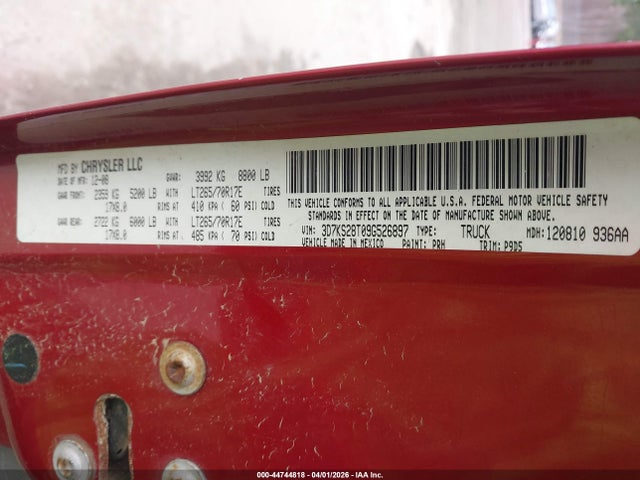 MFD BY CHRYSLER LLC
DATE OF MFR: 12-08 GVWR: 3992 KG 8800 LB
GAWR FRONT: 2359 KG 5200 LB WITH LT265/70R17E TIRES
17X8.0 RIMS AT 410 KPA ( 60 PSI) COLD
GAWR REAR: 2722 KG 6000 LB WITH LT265/70R17E TIRES
17X8.0 RIMS AT 485 KPA ( 70 PSI) COLD
THIS VEHICLE CONFORMS TO ALL APPLICABLE U.S.A. FEDERAL MOTOR VEHICLE SAFETY
STANDARDS IN EFFECT ON THE DATE OF MANUFACTURE SHOWN ABOVE.
VIN: 3D7KS28T09G526897 TYPE: TRUCK MDH: 120810 936AA
VEHICLE MADE IN MEXICO PAINT: PRH TRIM: P9D5
000-44744818 - 04/01/2026 - IAA Inc.